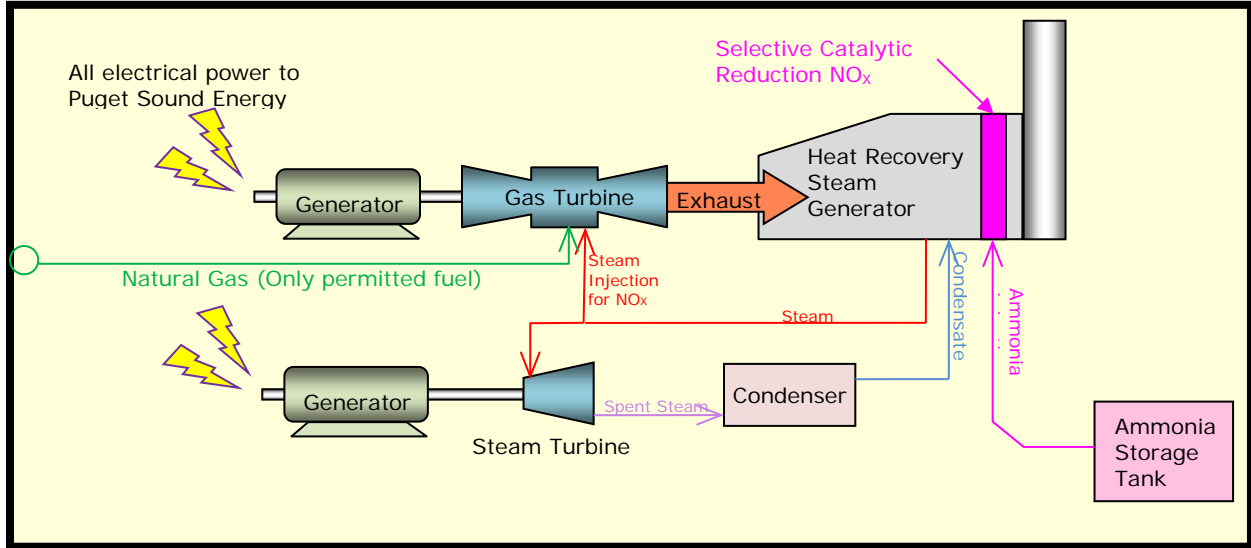 All electrical power to
Puget Sound Energy
Selective Catalytic
Reduction NOx
Generator
Gas Turbine
Exhaust
Heat Recovery
Steam
Generator
Natural Gas (Only permitted fuel)
Steam
Injection
for NOx
Steam
Condensate
Ammonia
Generator
Steam Turbine
Spent Steam
Condenser
Ammonia
Storage
Tank